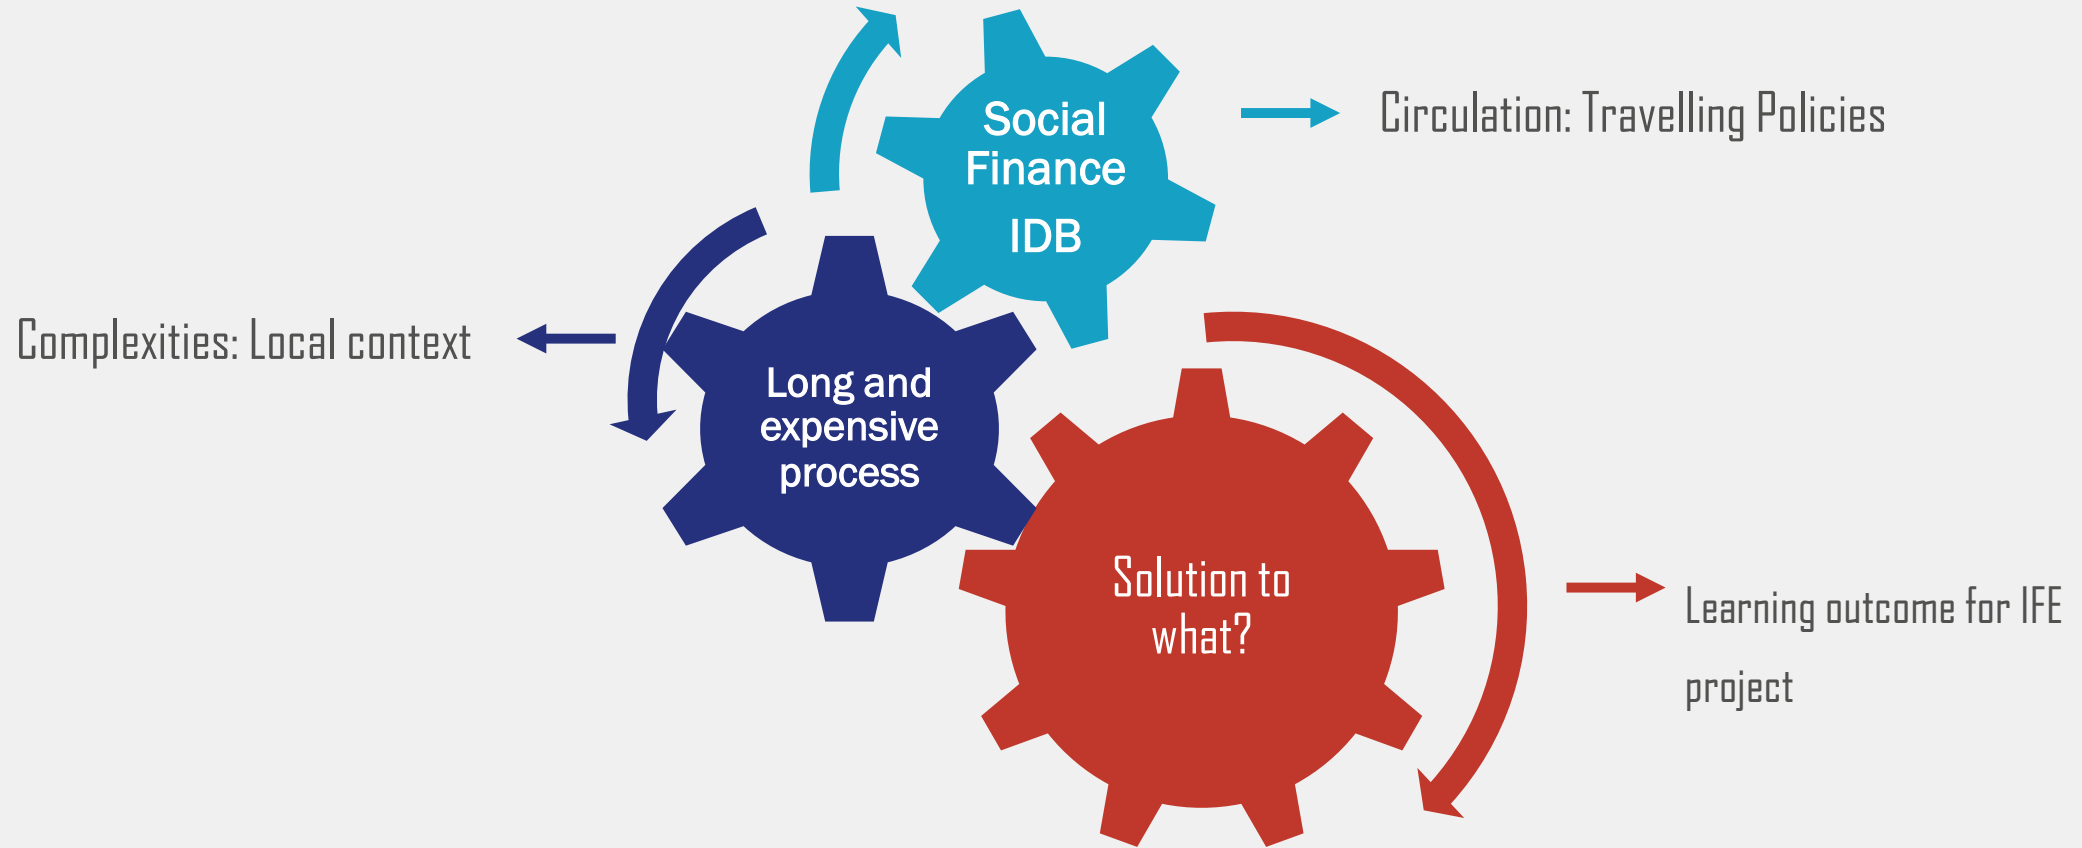 Social
Finance
IDB
Circulation: Travelling Policies
Complexities: Local context
Long and
expensive
process
Solution to
what?
Learning outcome for IFE
project